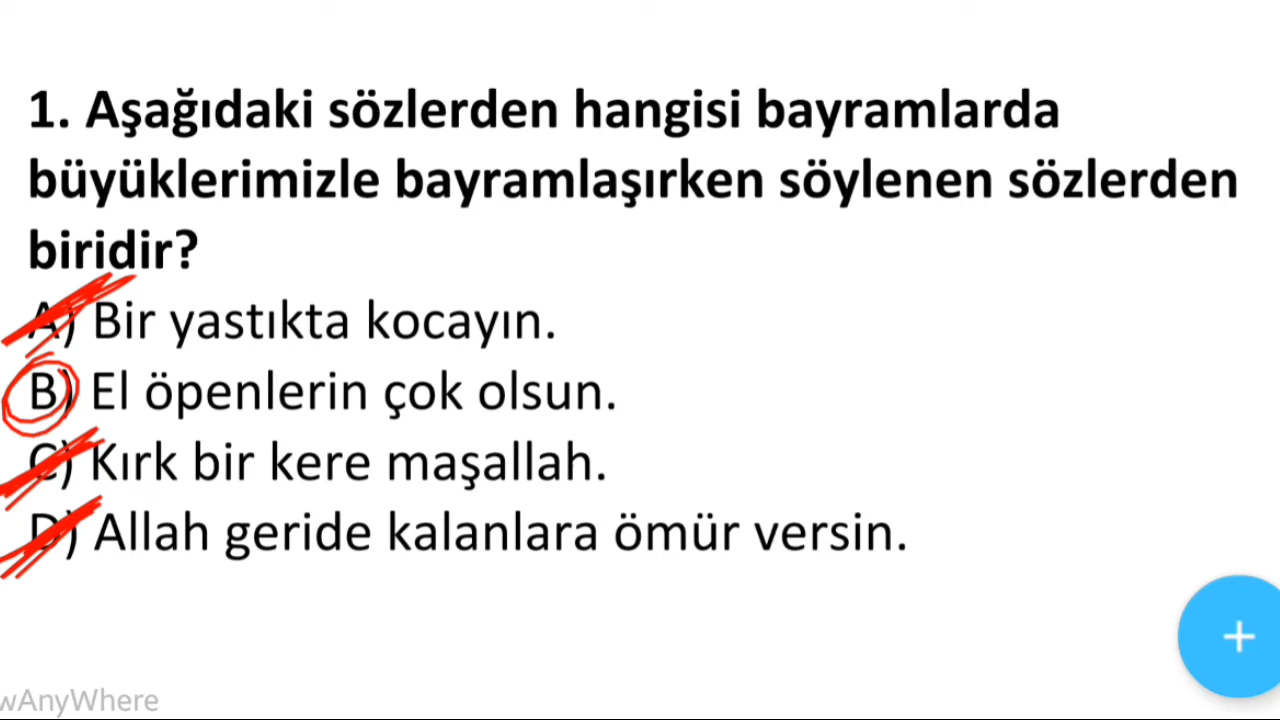 1. Aşağıdaki sözlerden hangisi bayramlarda
büyüklerimizle bayramlaşırken söylenen sözlerden
biridir?
A) Bir yastıkta kocayın.
B) El öpenlerin çok olsun.
C) Kırk bir kere maşallah.
D) Allah geride kalanlara ömür versin.
wAnyWhere